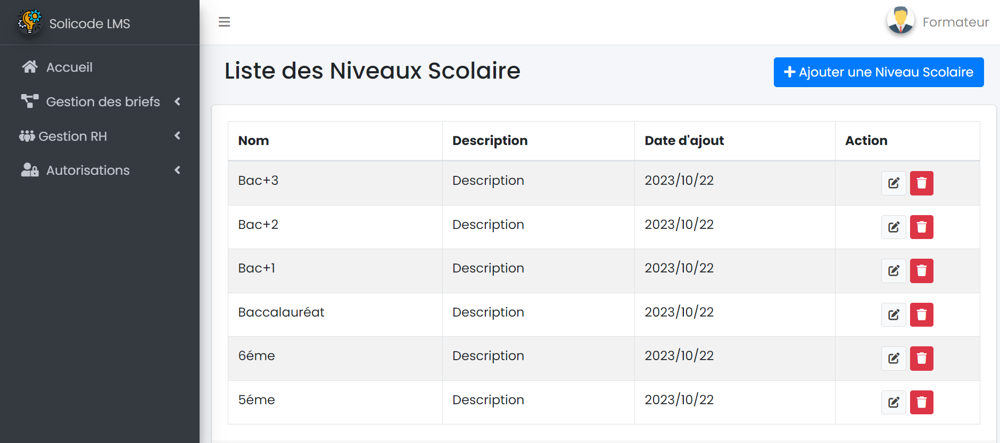 Solicode LMS
Formateur
Accueil
Gestion des briefs
Gestion RH
Autorisations
Liste des Niveaux Scolaire
Ajouter une Niveau Scolaire
Nom Description Date d'ajout Action
Bac+3 Description 2023/10/22
Bac+2 Description 2023/10/22
Bac+1 Description 2023/10/22
Baccalauréat Description 2023/10/22
6éme Description 2023/10/22
5éme Description 2023/10/22